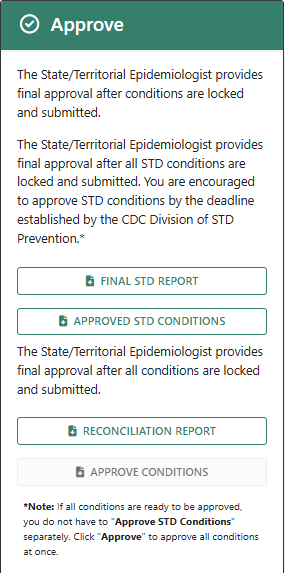 Approve
The State/Territorial Epidemiologist provides
final approval after conditions are locked
and submitted.
The State/Territorial Epidemiologist provides
final approval after all STD conditions are
locked and submitted. You are encouraged
to approve STD conditions by the deadline
established by the CDC Division of STD
Prevention.*
FINAL STD REPORT
APPROVED STD CONDITIONS
The State/Territorial Epidemiologist provides
final approval after all conditions are locked
and submitted.
RECONCILIATION REPORT
APPROVE CONDITIONS
*Note: If all conditions are ready to be approved,
you do not have to "Approve STD Conditions"
separately. Click "Approve" to approve all conditions
at once.